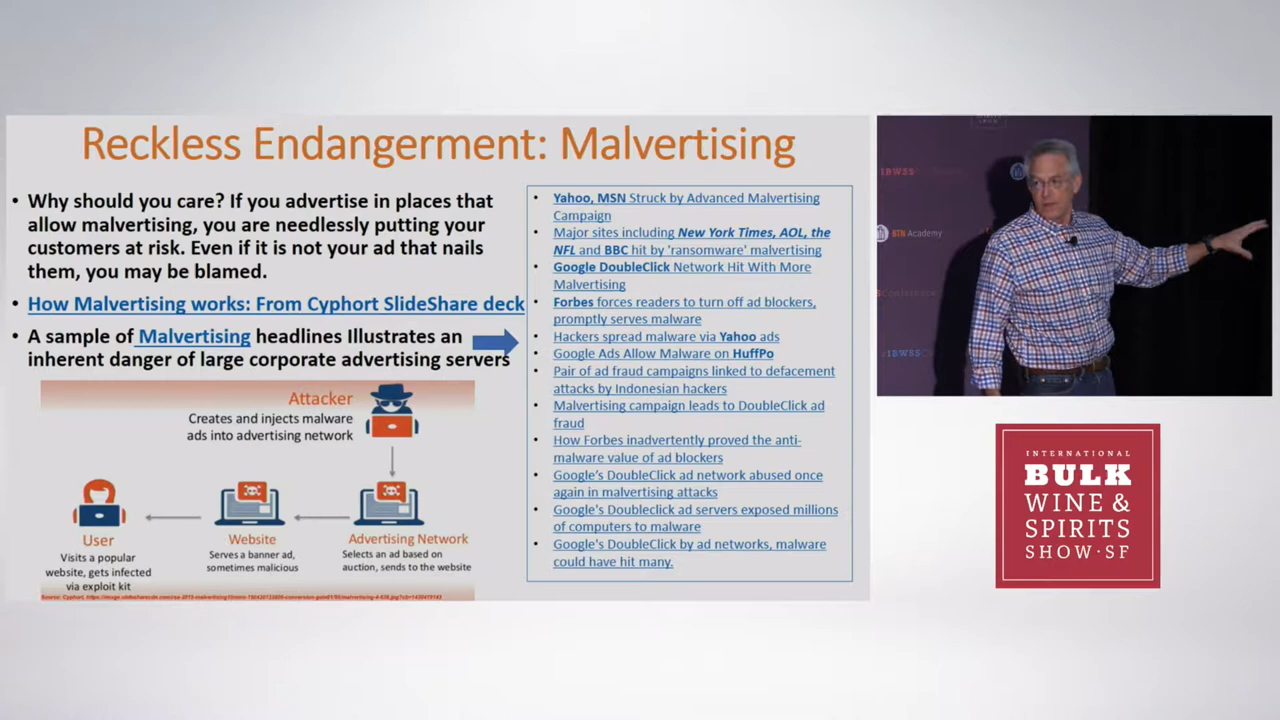 Reckless Endangerment: Malvertising
• Why should you care? If you advertise in places that
allow malvertising, you are needlessly putting your
customers at risk. Even if it is not your ad that nails
them, you may be blamed.
• How Malvertising works: From Cyphort SlideShare deck
• A sample of Malvertising headlines Illustrates an
inherent danger of large corporate advertising servers
Attacker
Creates and injects malware
ads into advertising network
User
Visits a popular
website, gets infected
via exploit kit
Website
Serves a banner ad,
sometimes malicious
Advertising Network
Selects an ad based on
auction, sends to the website
• Yahoo, MSN Struck by Advanced Malvertising
Campaign
• Major sites including New York Times, AOL, the
NFL and BBC hit by 'ransomware' malvertising
• Google DoubleClick Network Hit With More
Malvertising
• Forbes forces readers to turn off ad blockers,
promptly serves malware
• Hackers spread malware via Yahoo ads
• Google Ads Allow Malware on HuffPo
• Pair of ad fraud campaigns linked to defacement
attacks by Indonesian hackers
• Malvertising campaign leads to DoubleClick ad
fraud
• How Forbes inadvertently proved the anti-
malware value of ad blockers
• Google's DoubleClick ad network abused once
again in malvertising attacks
• Google's Doubleclick ad servers exposed millions
of computers to malware
• Google's DoubleClick by ad networks, malware
could have hit many.
IBWSS
BTN Academy
IBWSS
INTERNATIONAL
BULK
WINE &
SPIRITS
SHOW·SF